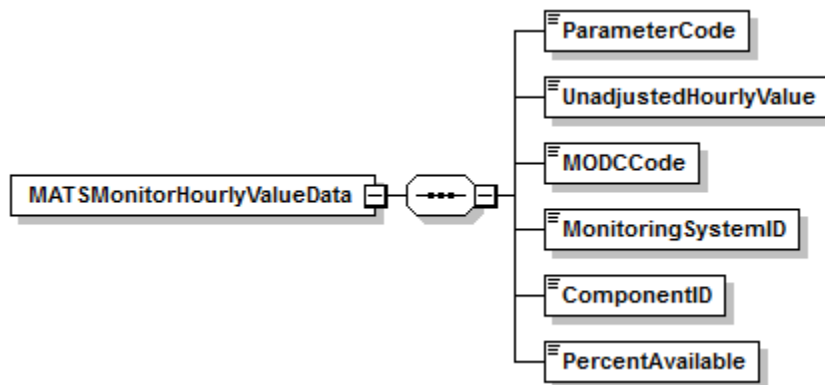 ParameterCode
UnadjustedHourlyValue
MODCCode
MATSMonitorHourlyValueData
MonitoringSystemID
ComponentID
PercentAvailable